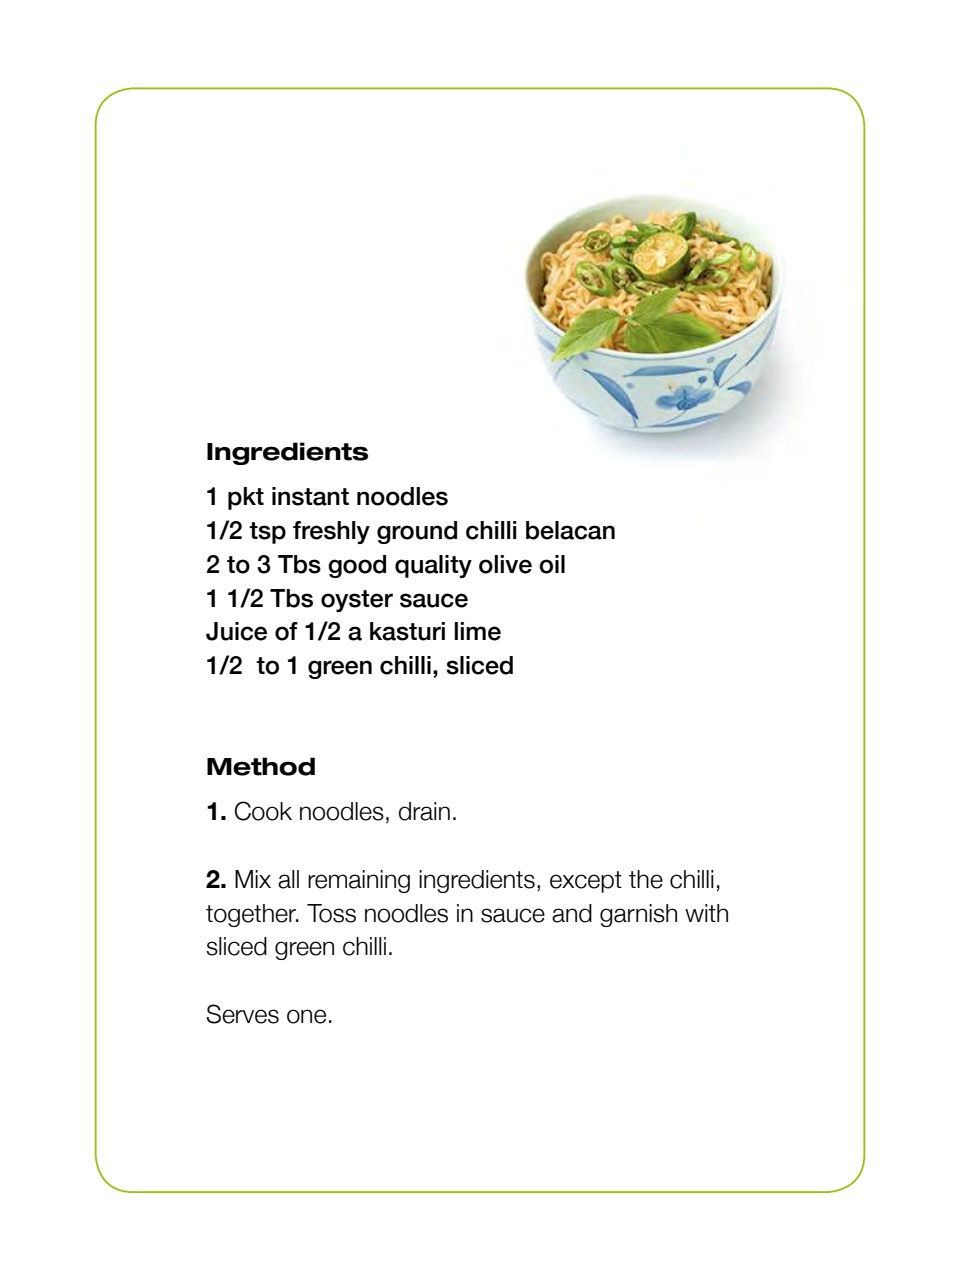 Ingredients
1 pkt instant noodles
1/2 tsp freshly ground chilli belacan
2 to 3 Tbs good quality olive oil
1 1/2 Tbs oyster sauce
Juice of 1/2 a kasturi lime
1/2  to 1 green chilli, sliced
Method
1. Cook noodles, drain.
2. Mix all remaining ingredients, except the chilli,
together. Toss noodles in sauce and garnish with
sliced green chilli.
Serves one.